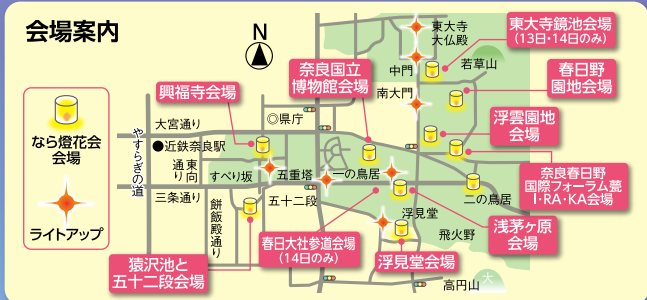 会場案内
なら燈花会
会場
ライトアップ
N
東大寺
大仏殿
中門
南大門
若草山
東大寺鏡池会場
(13日・14日のみ)
春日野
園地会場
浮雲園地
会場
奈良春日野
国際フォーラム甍
I・RA・KA会場
奈良国立
博物館会場
興福寺会場
◎県庁
大宮通り
やすらぎの道
●近鉄奈良駅
東向通り
すべり坂
五重塔
一の鳥居
三条通り
五十二段
餅飯殿通り
二の鳥居
浮見堂
飛火野
浅茅ヶ原
会場
春日大社参道会場
(14日のみ)
浮見堂会場
猿沢池と
五十二段会場
高円山
大